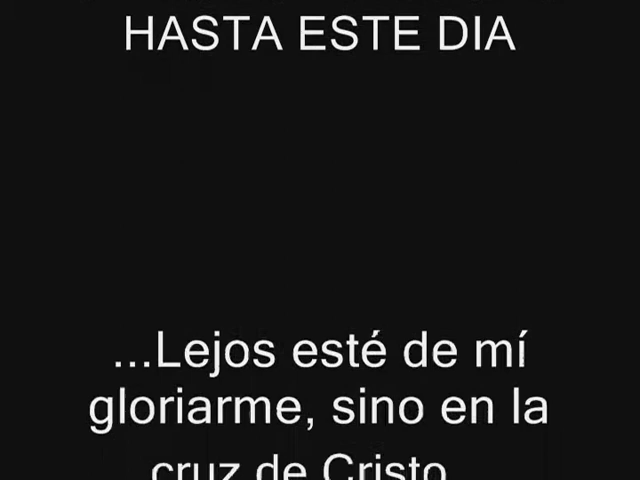 HASTA ESTE DIA
...Lejos esté de mí
gloriarme, sino en la
cruz de Cristo